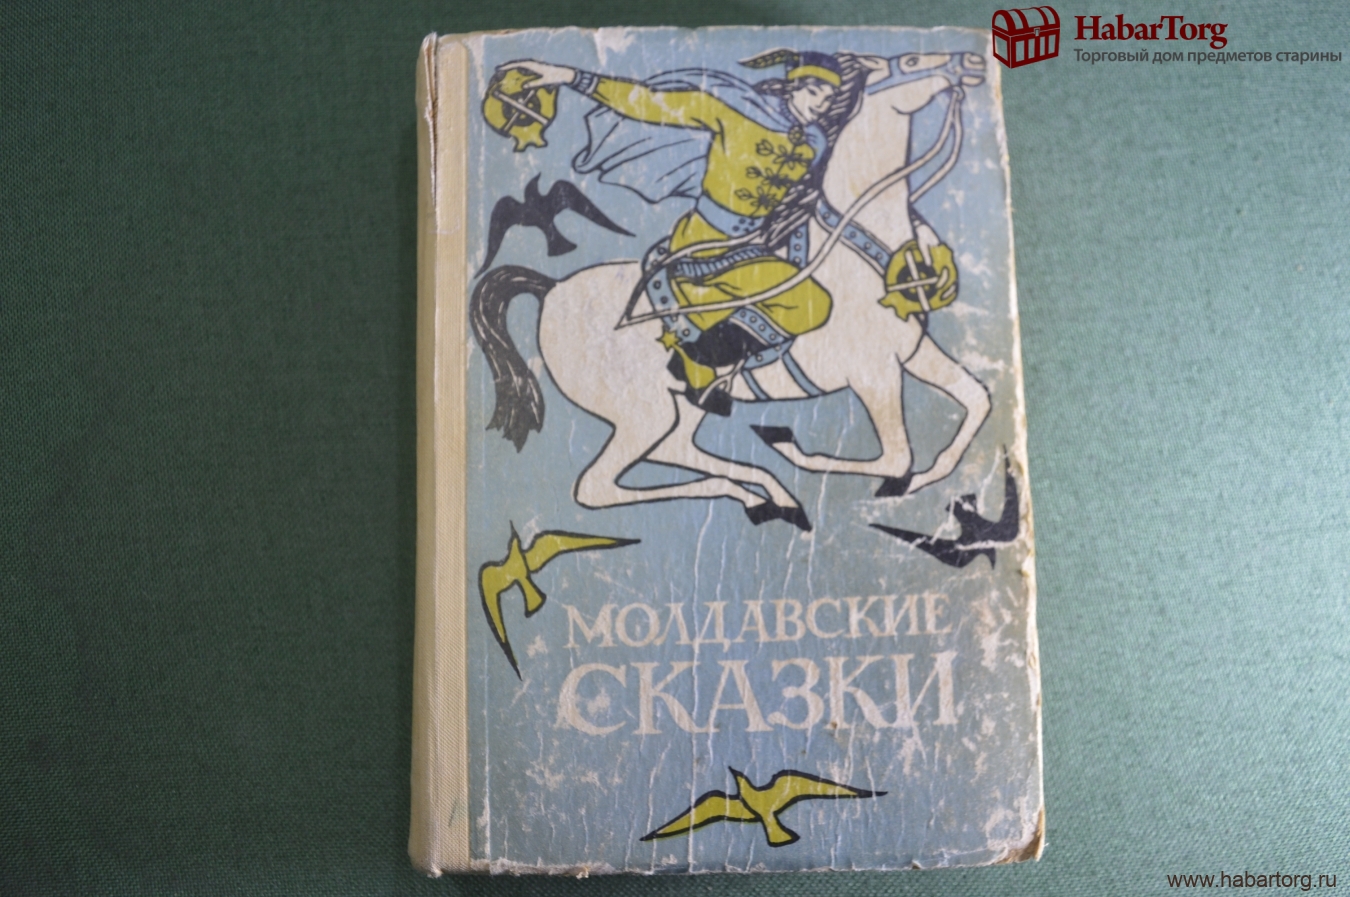 HabarTorg
Торговый дом предметов старины
МОЛДАВСКИЕ
СКАЗКИ
www.habartorg.ru